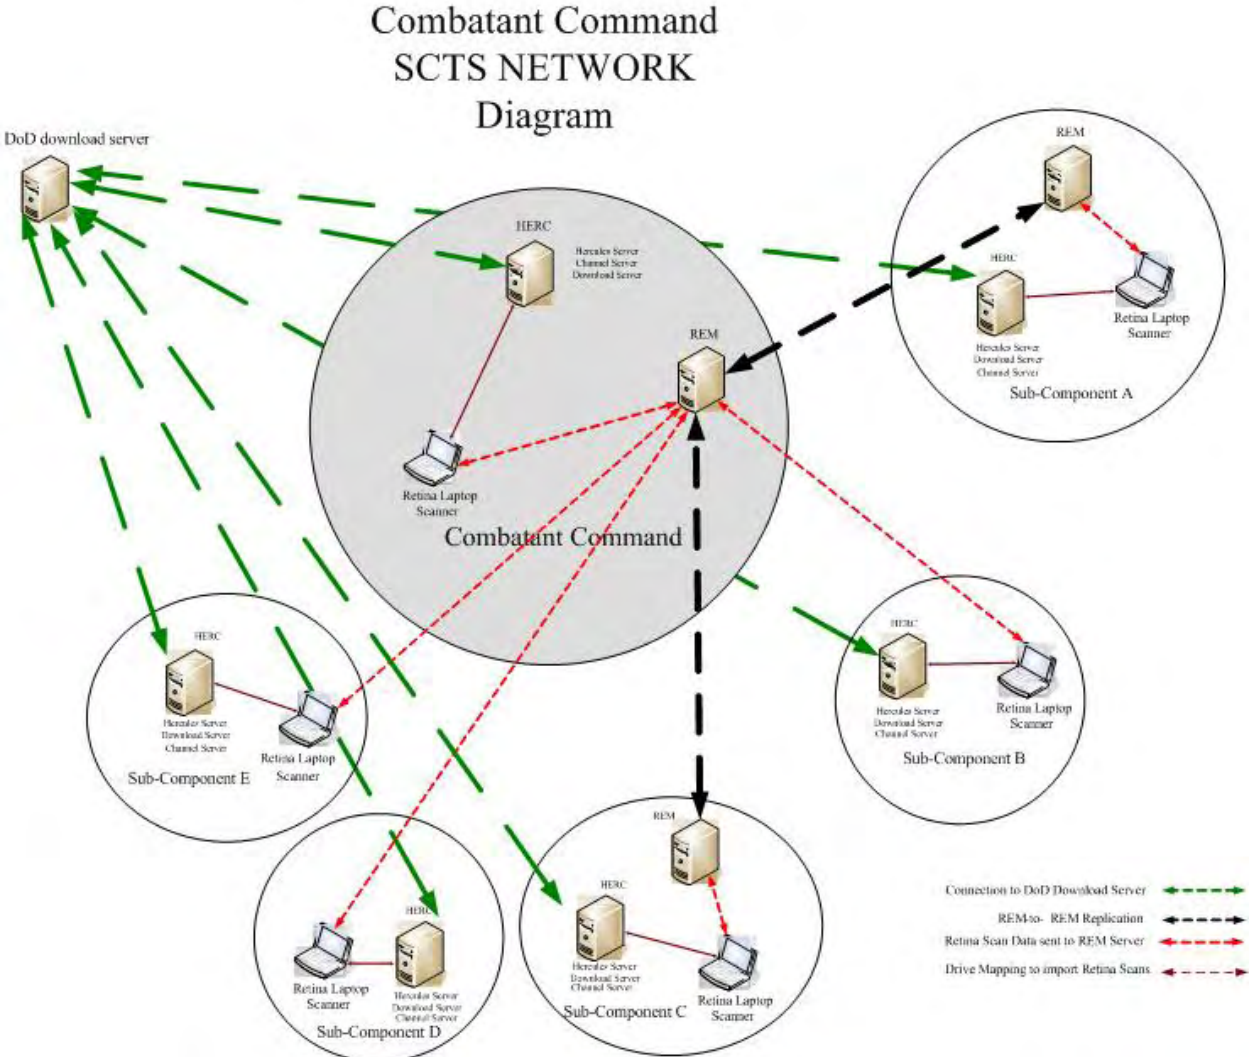 Combatant Command
SCTS NETWORK
Diagram
DoD download server
HERC
Hercules Server
Channel Server
Download Server
REM
Retina Laptop
Scanner
Combatant Command
REM
HERC
Retina Laptop
Scanner
Hercules Server
Download Server
Channel Server
Sub-Component A
HERC
Hercules Server
Download Server
Channel Server
Retina Laptop
Scanner
Sub-Component B
HERC
Hercules Server
Download Server
Channel Server
Retina Laptop
Scanner
Sub-Component E
HERC
Retina Laptop
Scanner
Hercules Server
Download Server
Channel Server
Sub-Component D
REM
HERC
Hercules Server
Download Server
Channel Server
Retina Laptop
Scanner
Sub-Component C
Connection to DoD Download Server
REM-to- REM Replication
Retina Scan Data sent to REM Server
Drive Mapping to import Retina Scans